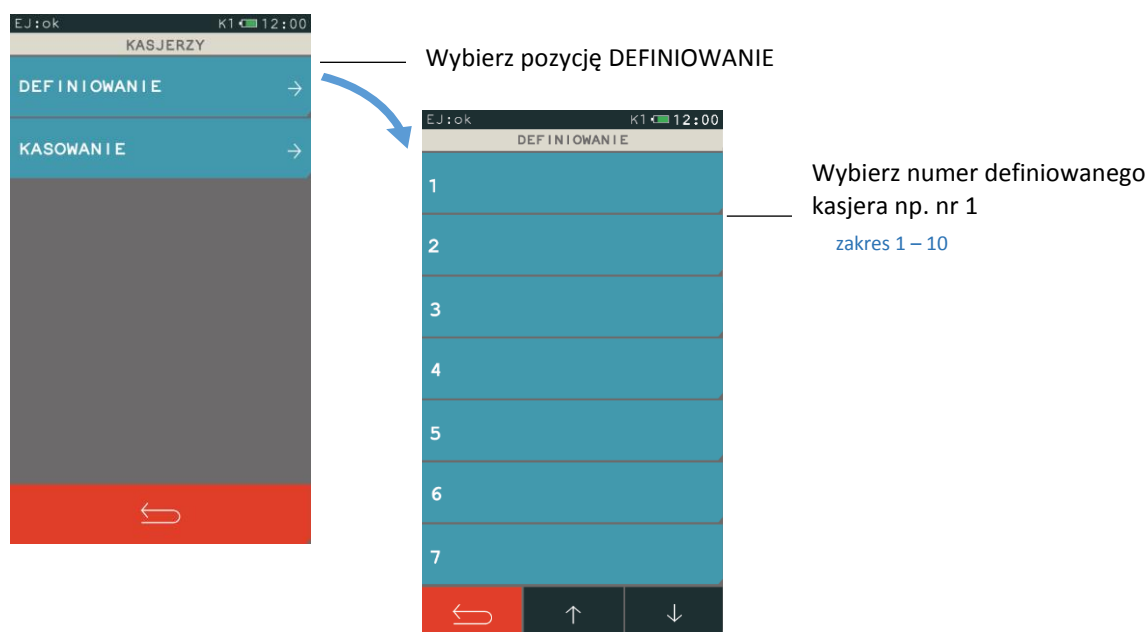 EJ:ok K1 12:00
KASJERZY
DEFINIOWANIE →
KASOWANIE →
Wybierz pozycję DEFINIOWANIE
EJ:ok K1 12:00
DEFINIOWANIE
1
2
3
4
5
6
7
↑ ↓
Wybierz numer definiowanego
kasjera np. nr 1
zakres 1 – 10